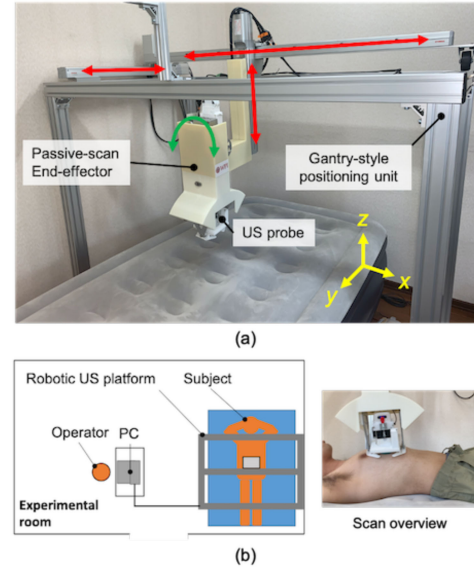 Passive-scan
End-effector
US probe
Gantry-style
positioning unit
z
x
y
(a)
Robotic US platform
Subject
Operator
PC
Experimental
room
Scan overview
(b)